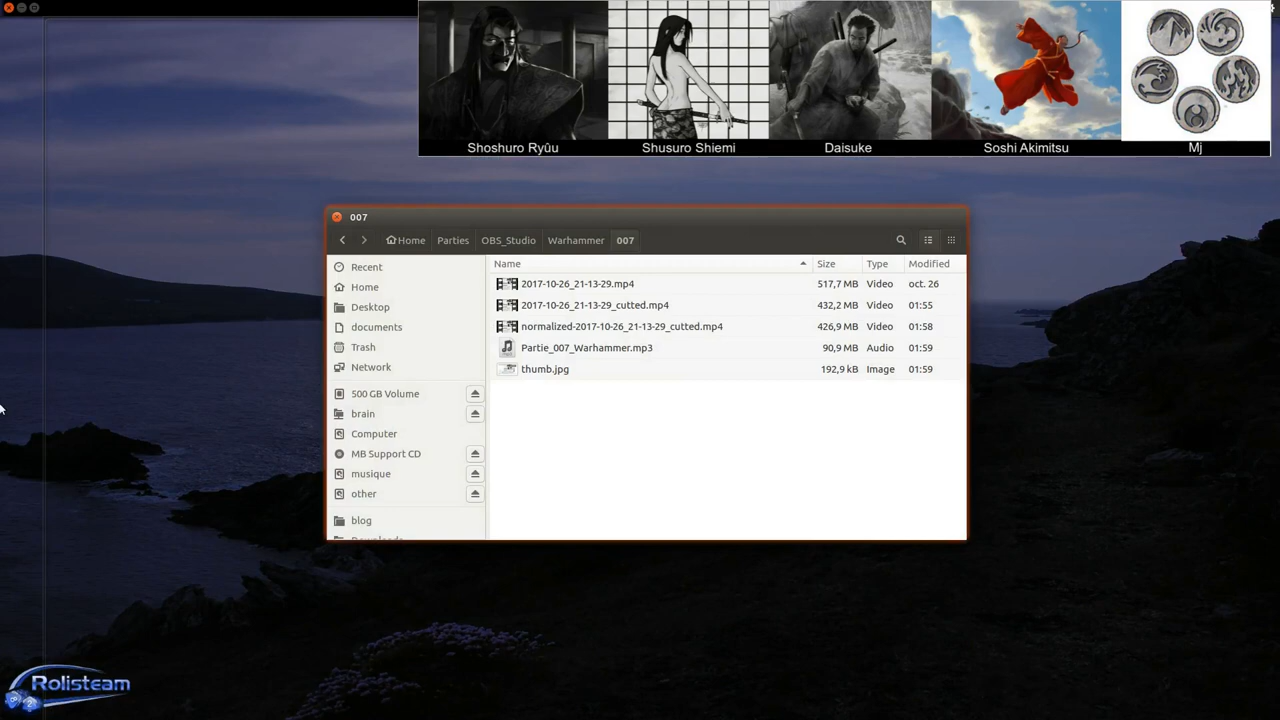 Shoshuro Ryûu
Shusuro Shiemi
Daisuke
Soshi Akimitsu
Mj
007
Home
Parties
OBS_Studio
Warhammer
007
Recent
Home
Desktop
documents
Trash
Network
500 GB Volume
brain
Computer
MB Support CD
musique
other
blog
Downloads
Name Size Type Modified
2017-10-26_21-13-29.mp4 517,7 MB Video oct. 26
2017-10-26_21-13-29_cutted.mp4 432,2 MB Video 01:55
normalized-2017-10-26_21-13-29_cutted.mp4 426,9 MB Video 01:58
Partie_007_Warhammer.mp3 90,9 MB Audio 01:59
thumb.jpg 192,9 kB Image 01:59
Rolisteam